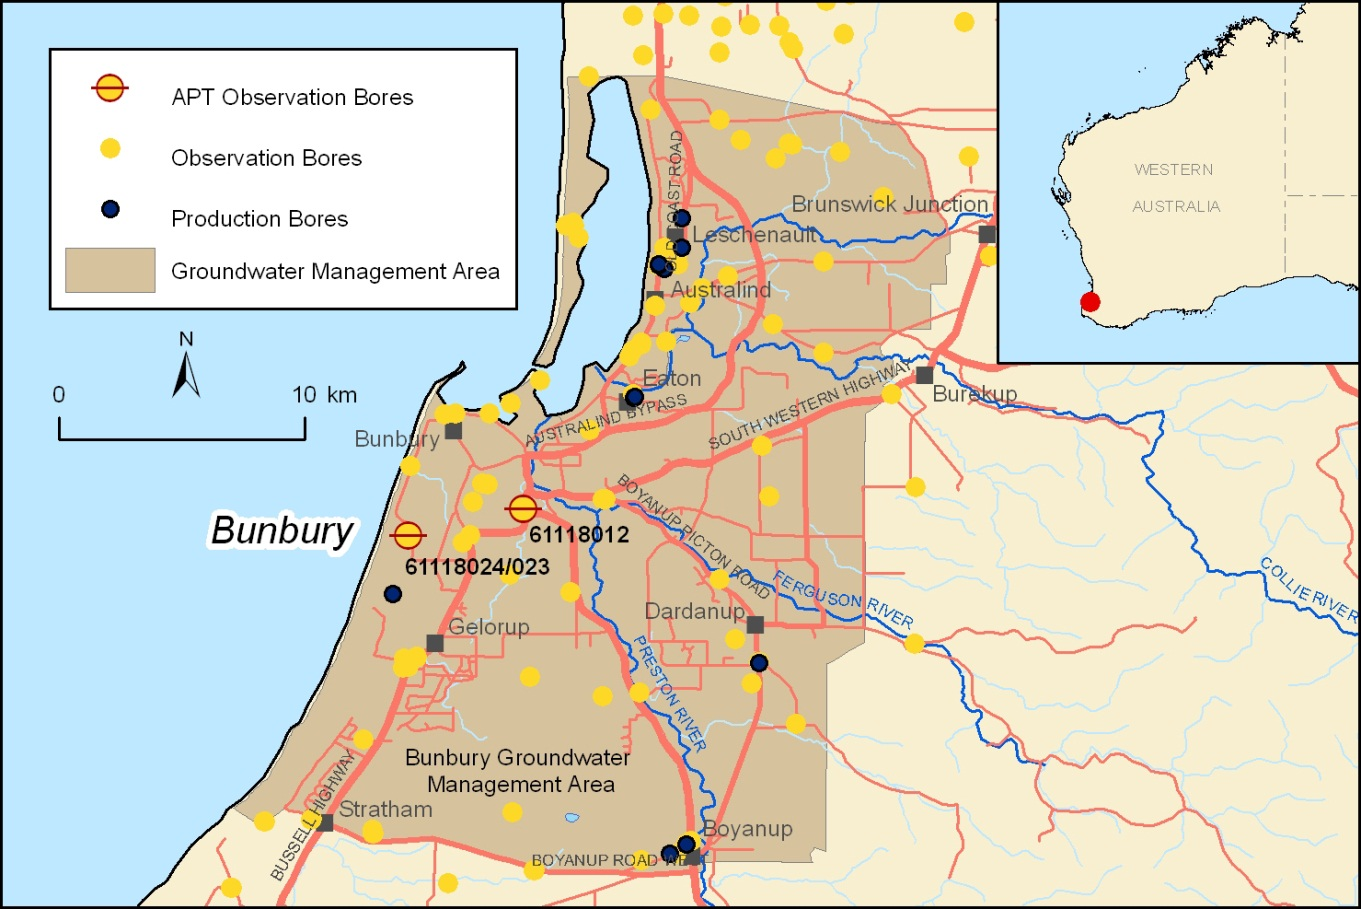 APT Observation Bores
Observation Bores
Production Bores
Groundwater Management Area
N
0 10 km
WESTERN
AUSTRALIA
COAST ROAD
Brunswick Junction
Leschenault
Australind
Eaton
AUSTRALIND BYPASS
SOUTH WESTERN HIGHWAY
Burekup
Bunbury
BOYANUP PICTON ROAD
Bunbury
61118012
61118024/023
FERGUSON RIVER
COLLIE RIVER
Dardanup
Gelorup
PRESTON RIVER
Bunbury Groundwater
Management Area
BUSSELL HIGHWAY
Stratham
Boyanup
BOYANUP ROAD